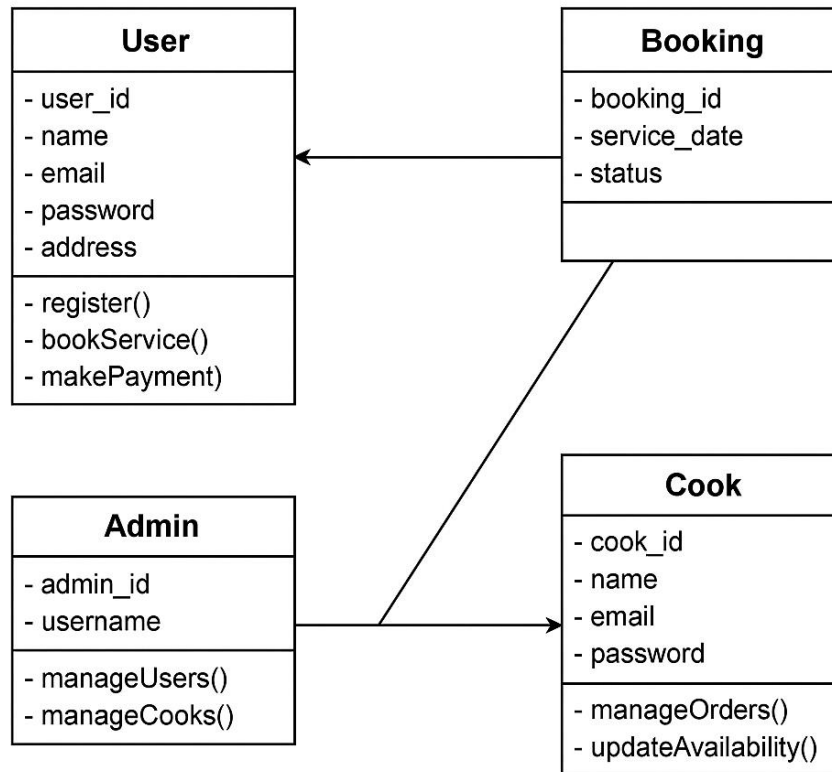 User
- user_id
- name
- email
- password
- address
- register()
- bookService()
- makePayment)
Booking
- booking_id
- service_date
- status
Admin
- admin_id
- username
- manageUsers()
- manageCooks()
Cook
- cook_id
- name
- email
- password
- manageOrders()
- updateAvailability()